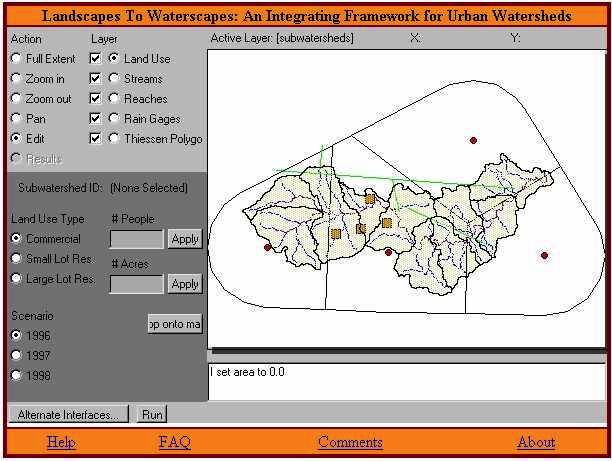 Landscapes To Waterscapes: An Integrating Framework for Urban Watersheds
Action
Layer
Active Layer: [subwatersheds]
X:
Y:
Full Extent
Land Use
Zoom in
Streams
Zoom out
Reaches
Pan
Rain Gages
Edit
Thiessen Polygo
Results
Subwatershed ID: (None Selected)
Land Use Type
# People
Commercial
Apply
Small Lot Res
# Acres
Large Lot Res.
Apply
Scenario
1996
op onto ma
1997
1998
I set area to 0.0
Alternate Interfaces...
Run
Help
FAQ
Comments
About